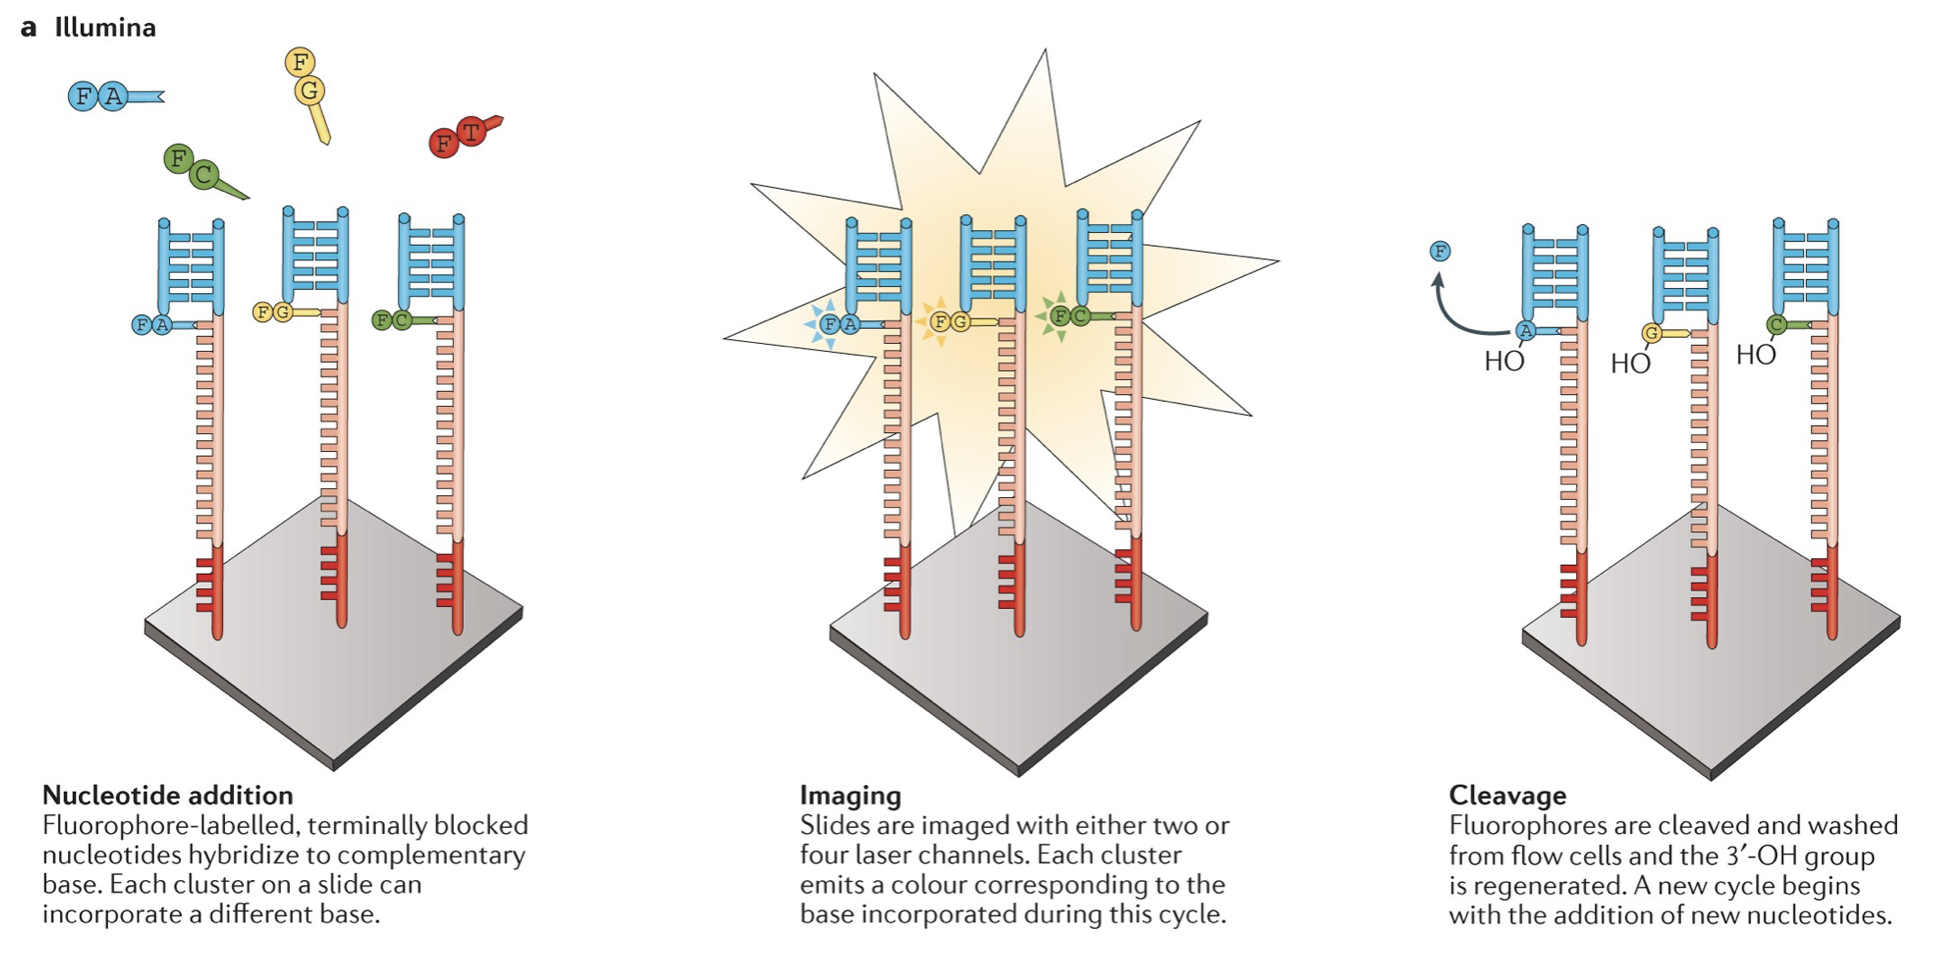 a Illumina
F A
F G
F C
F T
F A
F G
F C
F A
F G
F C
F
A
HO
G
HO
C
HO
Nucleotide addition
Fluorophore-labelled, terminally blocked
nucleotides hybridize to complementary
base. Each cluster on a slide can
incorporate a different base.
Imaging
Slides are imaged with either two or
four laser channels. Each cluster
emits a colour corresponding to the
base incorporated during this cycle.
Cleavage
Fluorophores are cleaved and washed
from flow cells and the 3′-OH group
is regenerated. A new cycle begins
with the addition of new nucleotides.